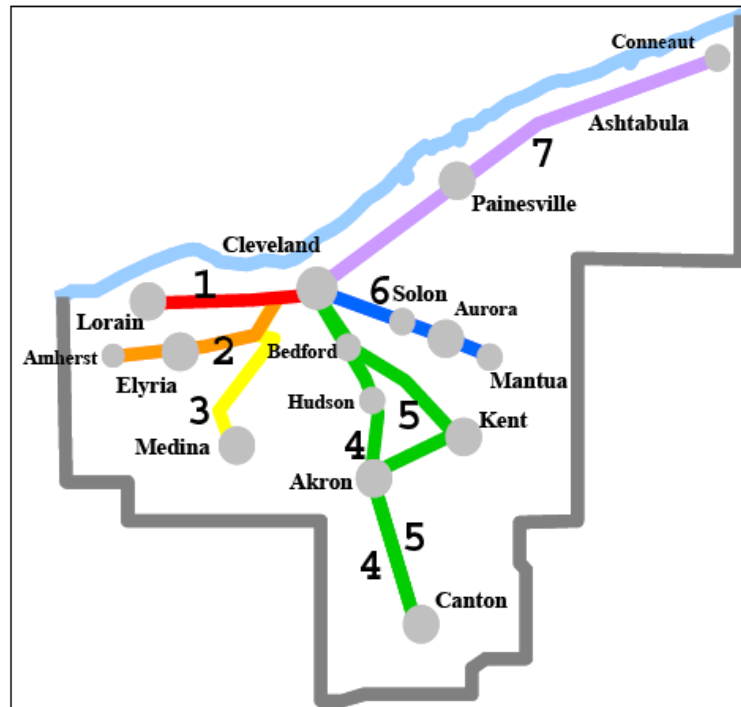 Conneaut
Ashtabula
7
Painesville
Cleveland
1
6
Solon
Aurora
Lorain
Amherst
2
Bedford
Mantua
Elyria
Hudson
3
5
Kent
Medina
4
Akron
5
4
Canton